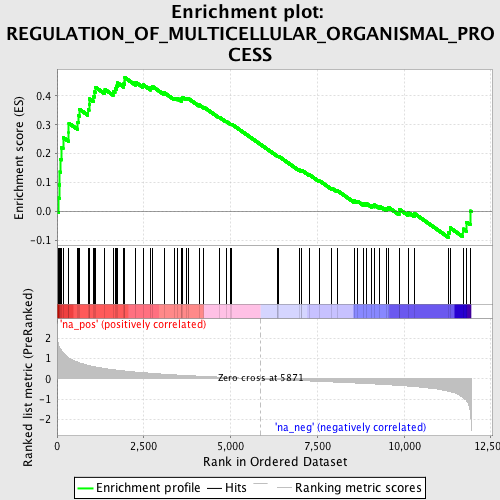 Enrichment plot:
REGULATION_OF_MULTICELLULAR_ORGANISMAL_PRO
CESS
Enrichment score (ES)
0.4
0.3
0.2
0.1
0.0
-0.1
'na_pos' (positively correlated)
Ranked list metric (PreRanked)
2
1
0
-1
-2
Zero cross at 5871
'na_neg' (negatively correlated)
0
2,500
5,000
7,500
10,000
12,500
Rank in Ordered Dataset
Enrichment profile
Hits
Ranking metric scores